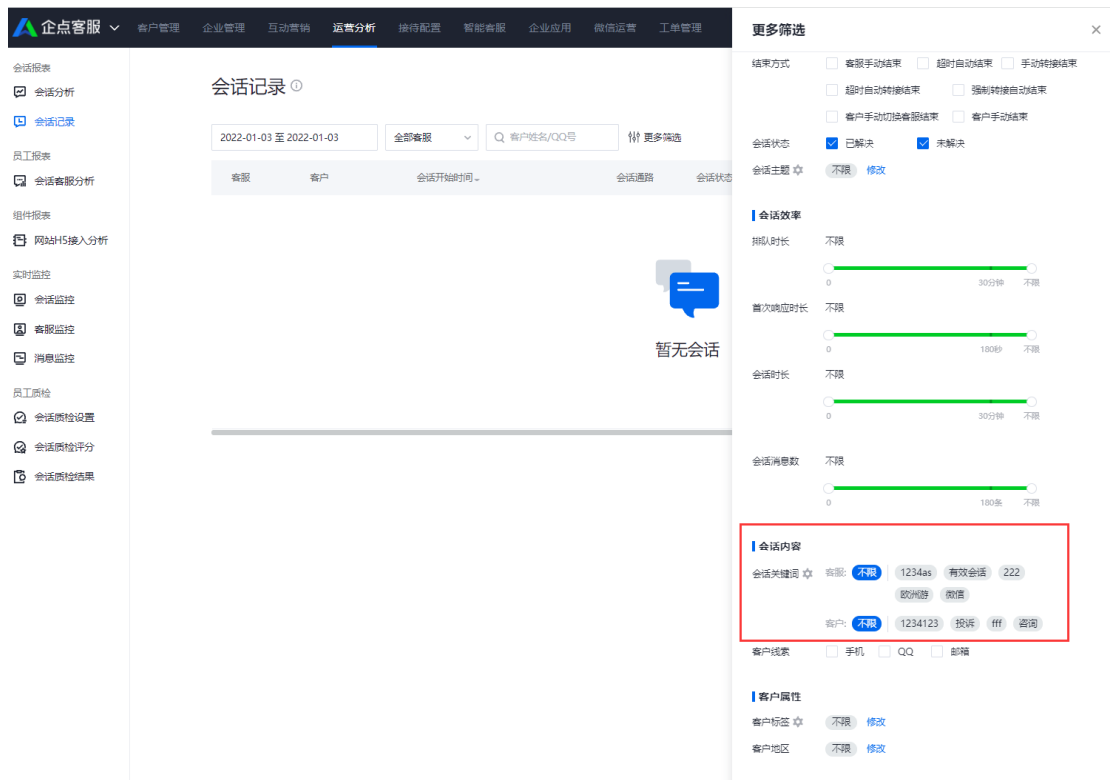 企点客服 客户管理 企业管理 互动营销 运营分析 接待配置 智能客服 企业应用 微信运营 工单管理
会话报表
会话分析
会话记录
员工报表
会话客服分析
组件报表
网站H5接入分析
实时监控
会话监控
客服监控
消息监控
员工质检
会话质检设置
会话质检评分
会话质检结果
会话记录
2022-01-03 至 2022-01-03 全部客服 客户姓名/QQ号 更多筛选
客服 客户 会话开始时间 会话通路 会话状态
暂无会话
更多筛选
结束方式 客服手动结束 超时自动结束 手动转接结束
超时自动转接结束 强制转接自动结束
客户手动切换客服结束 客户手动结束
会话状态 已解决 未解决
会话主题 不限 修改
会话效率
排队时长 不限
0 30分钟 不限
首次响应时长 不限
0 180秒 不限
会话时长 不限
0 30分钟 不限
会话消息数 不限
0 180条 不限
会话内容
会话关键词 客服: 不限 1234as 有效会话 222
欧洲游 微信
客户: 不限 1234123 投诉 fff 咨询
客户线索 手机 QQ 邮箱
客户属性
客户标签 不限 修改
客户地区 不限 修改